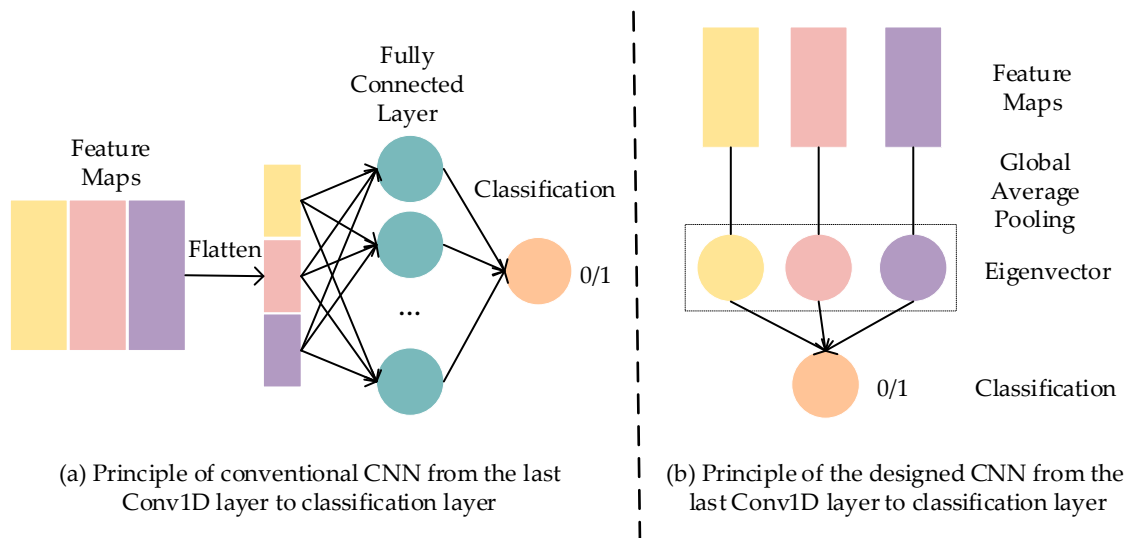 Feature
Maps
Flatten
Fully
Connected
Layer
...
Classification
0/1
(a) Principle of conventional CNN from the last
Conv1D layer to classification layer
Feature
Maps
Global
Average
Pooling
Eigenvector
0/1
Classification
(b) Principle of the designed CNN from the
last Conv1D layer to classification layer